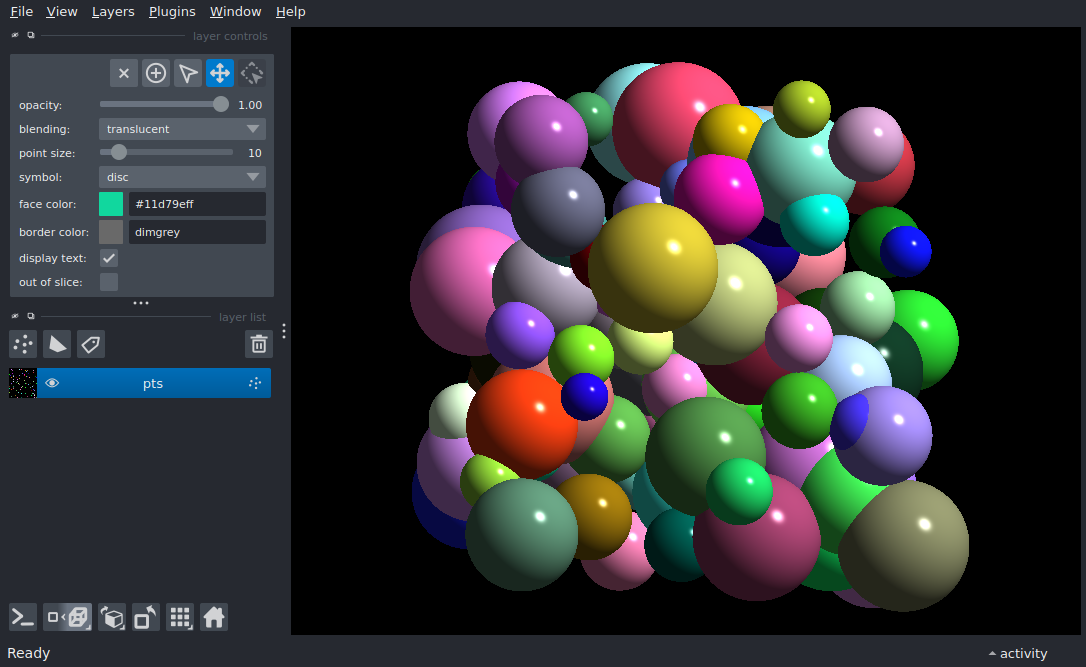 File View Layers Plugins Window Help
layer controls
opacity: 1.00
blending: translucent
point size: 10
symbol: disc
face color: #11d79eff
border color: dimgrey
display text:
out of slice:
layer list
pts
Ready
activity